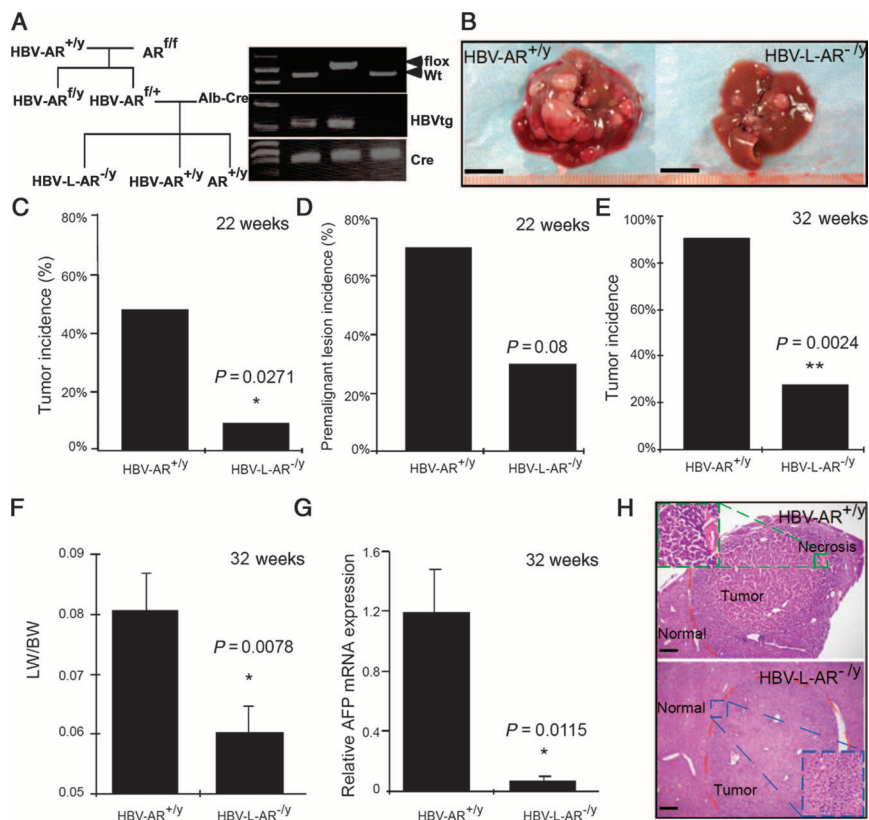 A
HBV-AR+/y
ARf/f
HBV-ARf/y
HBV-ARf/+
Alb-Cre
HBV-L-AR-/y
HBV-AR+/y
AR+/y
flox
Wt
HBVtg
Cre
B
HBV-AR+/y
HBV-L-AR-/y
C
22 weeks
Tumor incidence (%)
80%
60%
40%
20%
0%
P = 0.0271
*
HBV-AR+/y
HBV-L-AR-/y
D
22 weeks
Premalignant lesion incidence (%)
80%
60%
40%
20%
0%
P = 0.08
HBV-AR+/y
HBV-L-AR-/y
E
32 weeks
Tumor incidence
100%
80%
60%
40%
20%
0%
P = 0.0024
**
HBV-AR+/y
HBV-L-AR-/y
F
32 weeks
LW/BW
0.09
0.08
0.07
0.06
0.05
P = 0.0078
*
HBV-AR+/y
HBV-L-AR-/y
G
32 weeks
Relative AFP mRNA expression
1.6
1.2
0.8
0.4
0
P = 0.0115
*
HBV-AR+/y
HBV-L-AR-/y
H
HBV-AR+/y
Necrosis
Tumor
Normal
HBV-L-AR-/y
Normal
Tumor